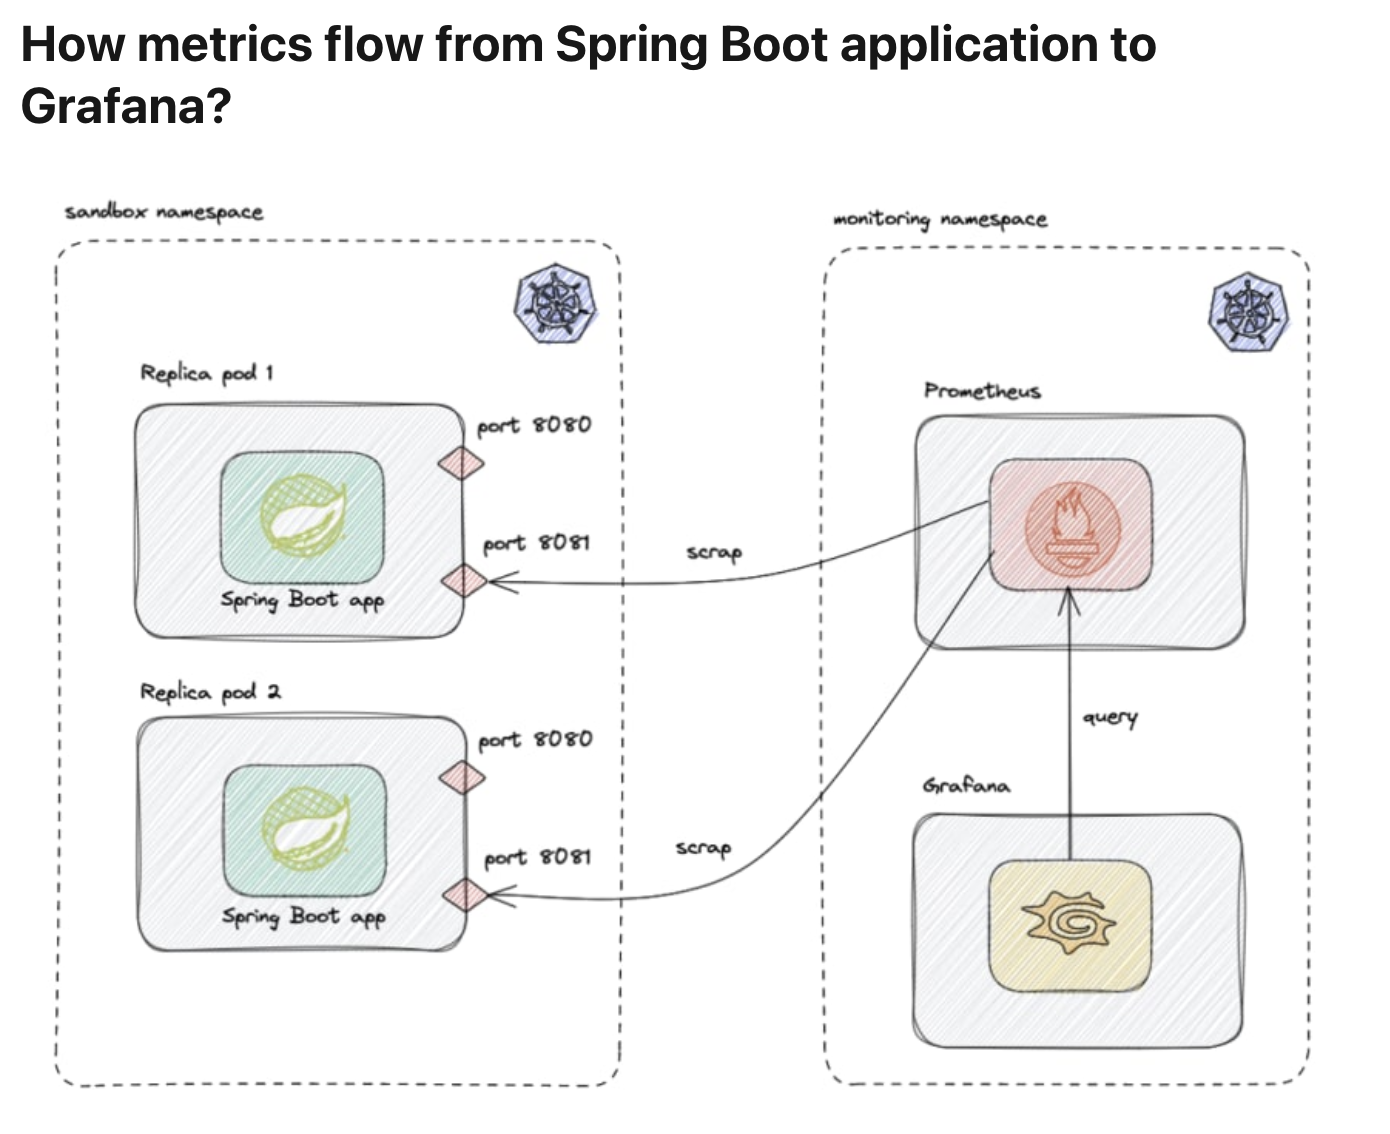 How metrics flow from Spring Boot application to
Grafana?
sandbox namespace
monitoring namespace
Replica pod 1
Prometheus
port 8080
port 8081
scrap
Spring Boot app
Replica pod 2
query
port 8080
Grafana
scrap
port 8081
Spring Boot app